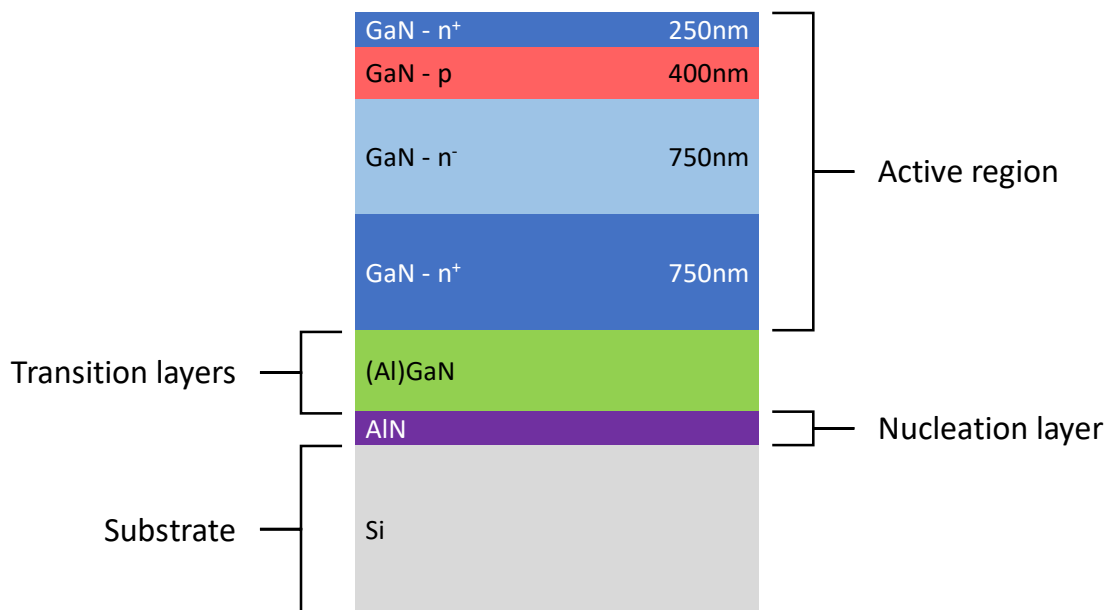 GaN - n⁺ 250nm
GaN - p 400nm
GaN - n⁻ 750nm
Active region
GaN - n⁺ 750nm
Transition layers
(Al)GaN
AlN
Nucleation layer
Substrate
Si